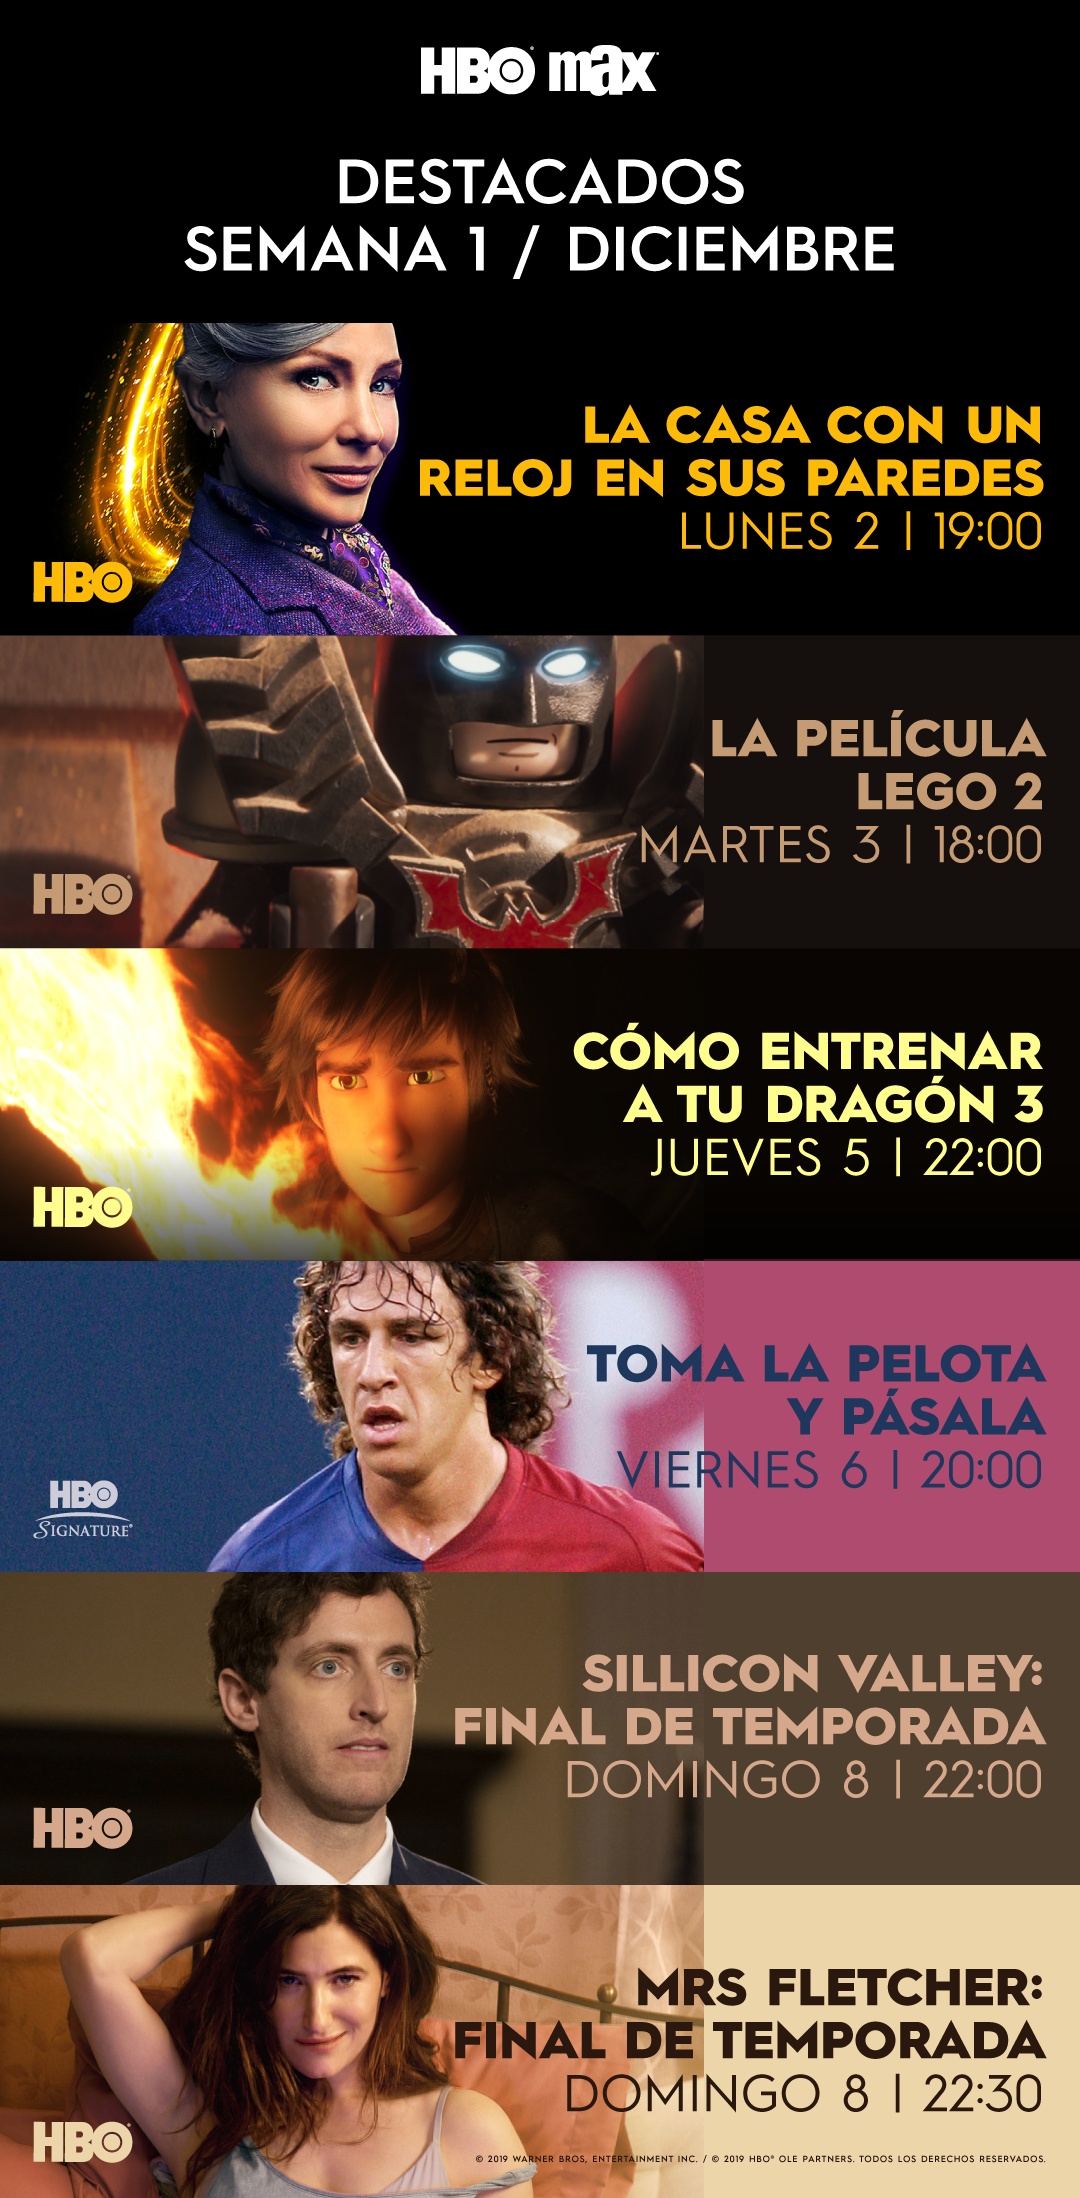 HBO max
DESTACADOS
SEMANA 1 / DICIEMBRE
LA CASA CON UN
RELOJ EN SUS PAREDES
LUNES 2 | 19:00
HBO
LA PELÍCULA
LEGO 2
MARTES 3 | 18:00
HBO
CÓMO ENTRENAR
A TU DRAGÓN 3
JUEVES 5 | 22:00
HBO
TOMA LA PELOTA
Y PÁSALA
VIERNES 6 | 20:00
HBO
SIGNATURE®
SILLICON VALLEY:
FINAL DE TEMPORADA
DOMINGO 8 | 22:00
HBO
MRS FLETCHER:
FINAL DE TEMPORADA
DOMINGO 8 | 22:30
HBO
© 2019 WARNER BROS, ENTERTAINMENT INC. / © 2019 HBO® OLE PARTNERS. TODOS LOS DERECHOS RESERVADOS.